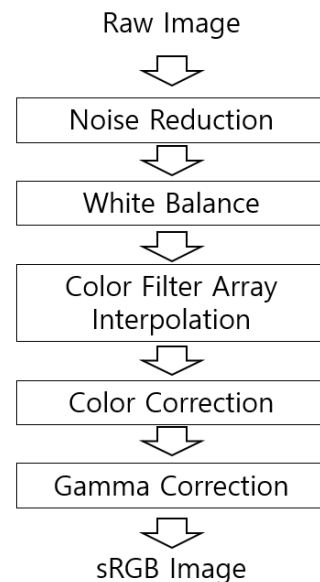 Raw Image
Noise Reduction
White Balance
Color Filter Array
Interpolation
Color Correction
Gamma Correction
sRGB Image